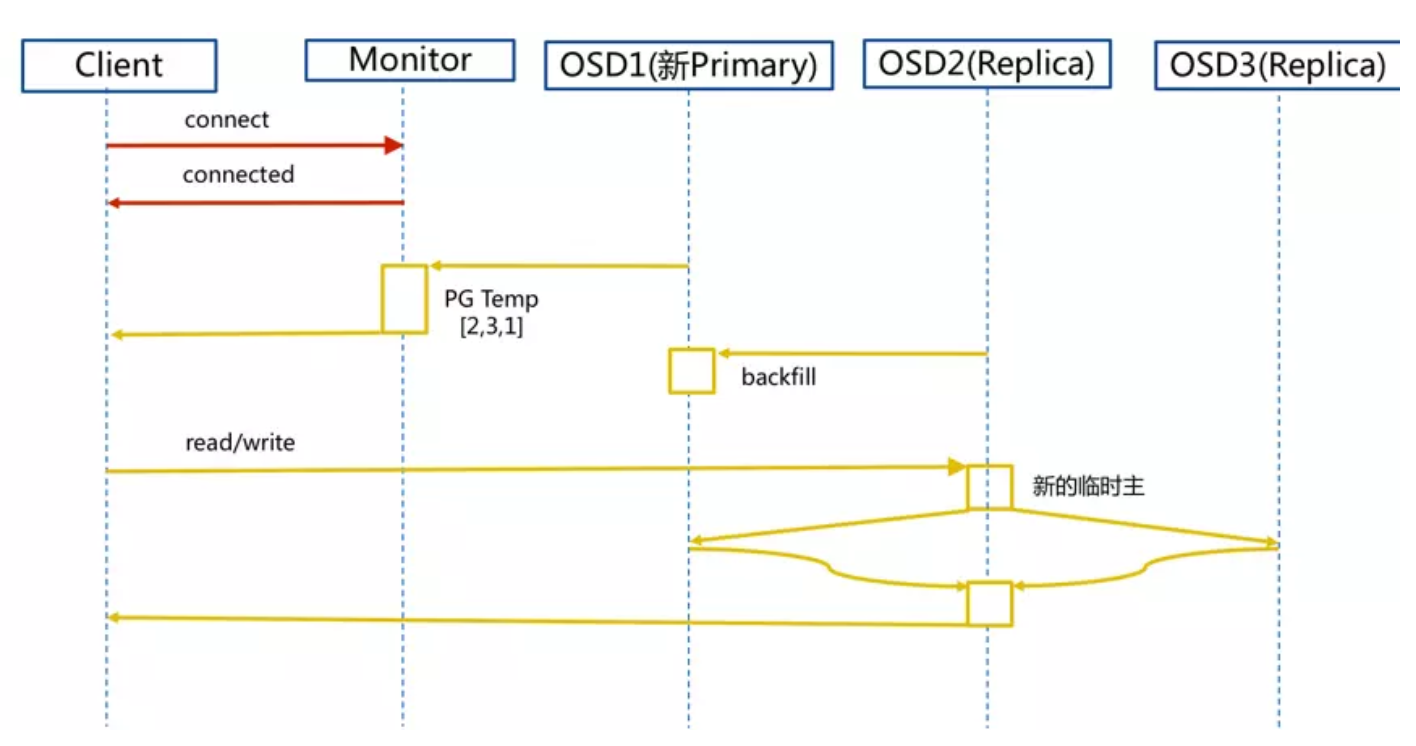 Client
Monitor
OSD1(新Primary)
OSD2(Replica)
OSD3(Replica)
connect
connected
PG Temp
[2,3,1]
backfill
read/write
新的临时主